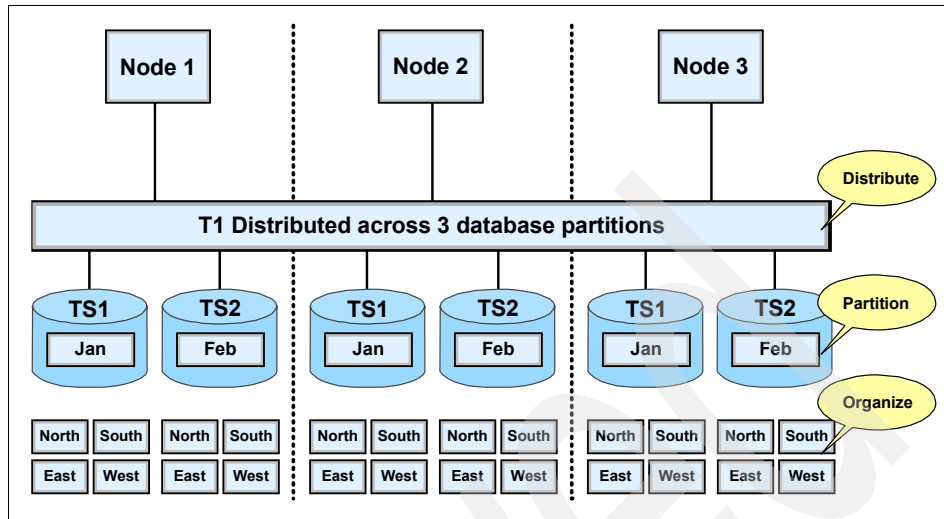 Node 1 Node 2 Node 3
Distribute
T1 Distributed across 3 database partitions
TS1 TS2 TS1 TS2 TS1 TS2
Partition
Jan Feb Jan Feb Jan Feb
Organize
North South North South North South North South North South North South
East West East West East West East West East West East West